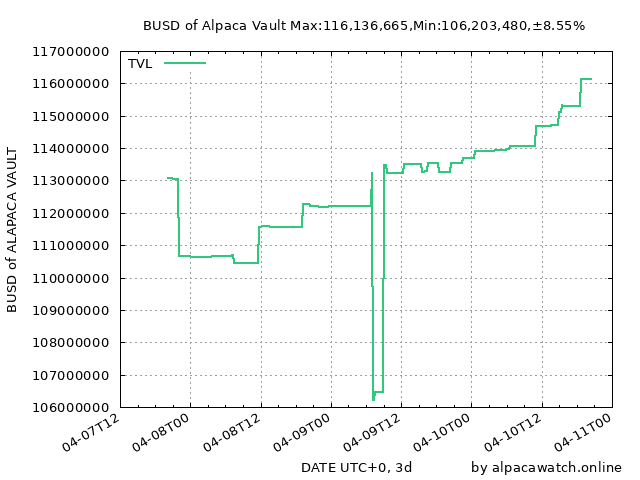 BUSD of Alpaca Vault Max:116,136,665,Min:106,203,480,±8.55%
TVL
117000000
116000000
115000000
114000000
113000000
112000000
111000000
110000000
109000000
108000000
107000000
106000000
BUSD of ALAPACA VAULT
04-07T12
04-08T00
04-08T12
04-09T00
04-09T12
04-10T00
04-10T12
04-11T00
DATE UTC+0, 3d
by alpacawatch.online